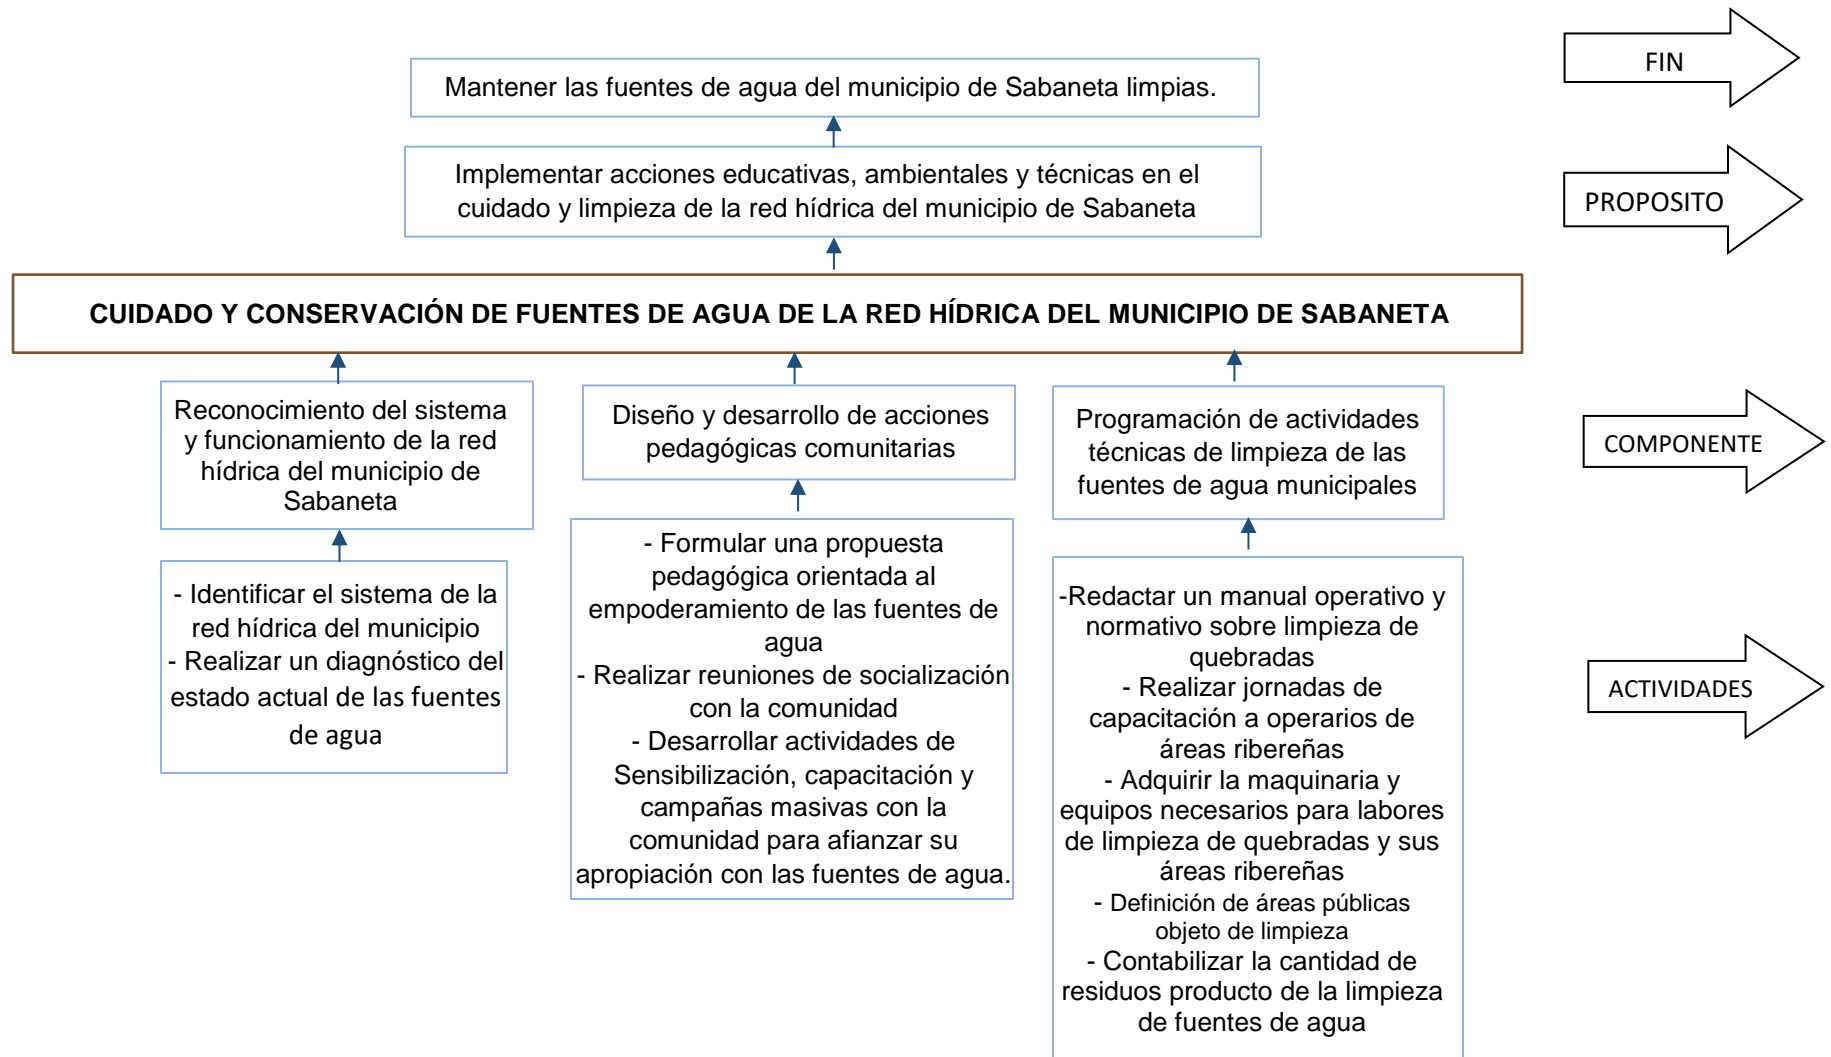 FIN
Mantener las fuentes de agua del municipio de Sabaneta limpias.
Implementar acciones educativas, ambientales y técnicas en el
cuidado y limpieza de la red hídrica del municipio de Sabaneta
PROPOSITO
CUIDADO Y CONSERVACIÓN DE FUENTES DE AGUA DE LA RED HÍDRICA DEL MUNICIPIO DE SABANETA
Reconocimiento del sistema
y funcionamiento de la red
hídrica del municipio de
Sabaneta
Diseño y desarrollo de acciones
pedagógicas comunitarias
Programación de actividades
técnicas de limpieza de las
fuentes de agua municipales
COMPONENTE
- Identificar el sistema de la
red hídrica del municipio
- Realizar un diagnóstico del
estado actual de las fuentes
de agua
- Formular una propuesta
pedagógica orientada al
empoderamiento de las fuentes de
agua
- Realizar reuniones de socialización
con la comunidad
- Desarrollar actividades de
Sensibilización, capacitación y
campañas masivas con la
comunidad para afianzar su
apropiación con las fuentes de agua.
-Redactar un manual operativo y
normativo sobre limpieza de
quebradas
- Realizar jornadas de
capacitación a operarios de
áreas ribereñas
- Adquirir la maquinaria y
equipos necesarios para labores
de limpieza de quebradas y sus
áreas ribereñas
- Definición de áreas públicas
objeto de limpieza
- Contabilizar la cantidad de
residuos producto de la limpieza
de fuentes de agua
ACTIVIDADES